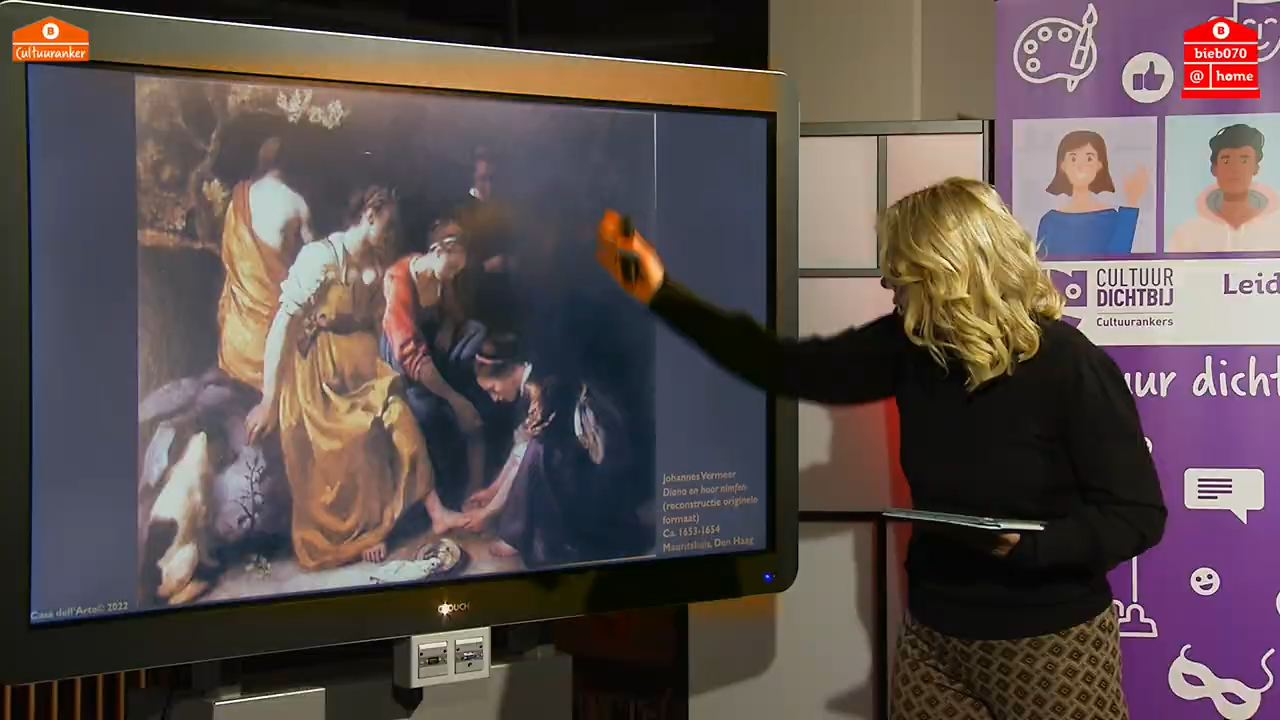 B
Cultuuranker
B
bieb070
@ home
CULTUUR
DICHTBIJ
Cultuurankers
Leid
uur dicht
Johannes Vermeer
Diana en haar nimfen
(reconstructie originele
formaat)
Ca. 1653-1654
Mauritshuis, Den Haag
Casa dell'Arte© 2022